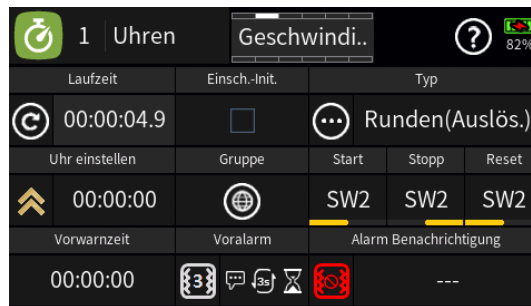 1 Uhren Geschwindi.. ? 82%
Laufzeit Einsch.-Init. Typ
C 00:00:04.9 Runden(Auslös.)
Uhr einstellen Gruppe Start Stopp Reset
00:00:00 SW2 SW2 SW2
Vorwarnzeit Voralarm Alarm Benachrichtigung
00:00:00 3 3s ---